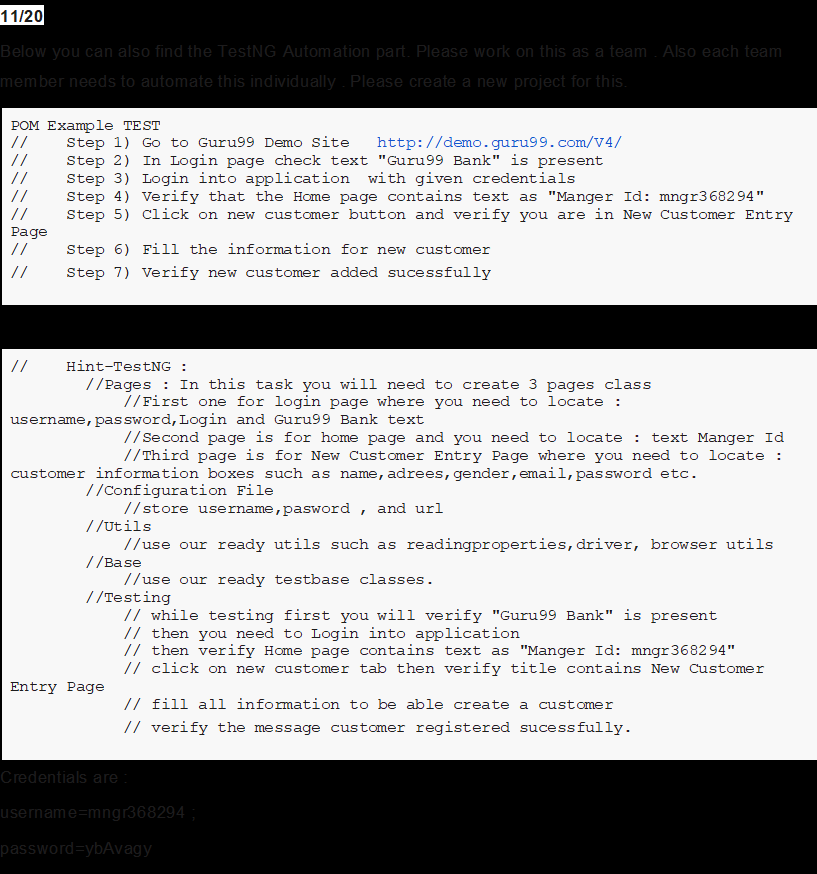 11/20
Below you can also find the TestNG Automation part. Please work on this as a team . Also each team
member needs to automate this individually . Please create a new project for this.
POM Example TEST
// Step 1) Go to Guru99 Demo Site http://demo.guru99.com/V4/
// Step 2) In Login page check text "Guru99 Bank" is present
// Step 3) Login into application with given credentials
// Step 4) Verify that the Home page contains text as "Manger Id: mngr368294"
// Step 5) Click on new customer button and verify you are in New Customer Entry
Page
// Step 6) Fill the information for new customer
// Step 7) Verify new customer added sucessfully
// Hint-TestNG :
//Pages : In this task you will need to create 3 pages class
//First one for login page where you need to locate :
username,password,Login and Guru99 Bank text
//Second page is for home page and you need to locate : text Manger Id
//Third page is for New Customer Entry Page where you need to locate :
customer information boxes such as name,adrees,gender,email,password etc.
//Configuration File
//store username,pasword , and url
//Utils
//use our ready utils such as readingproperties,driver, browser utils
//Base
//use our ready testbase classes.
//Testing
// while testing first you will verify "Guru99 Bank" is present
// then you need to Login into application
// then verify Home page contains text as "Manger Id: mngr368294"
// click on new customer tab then verify title contains New Customer
Entry Page
// fill all information to be able create a customer
// verify the message customer registered sucessfully.
Credentials are :
username=mngr368294 ;
password=ybAvagy